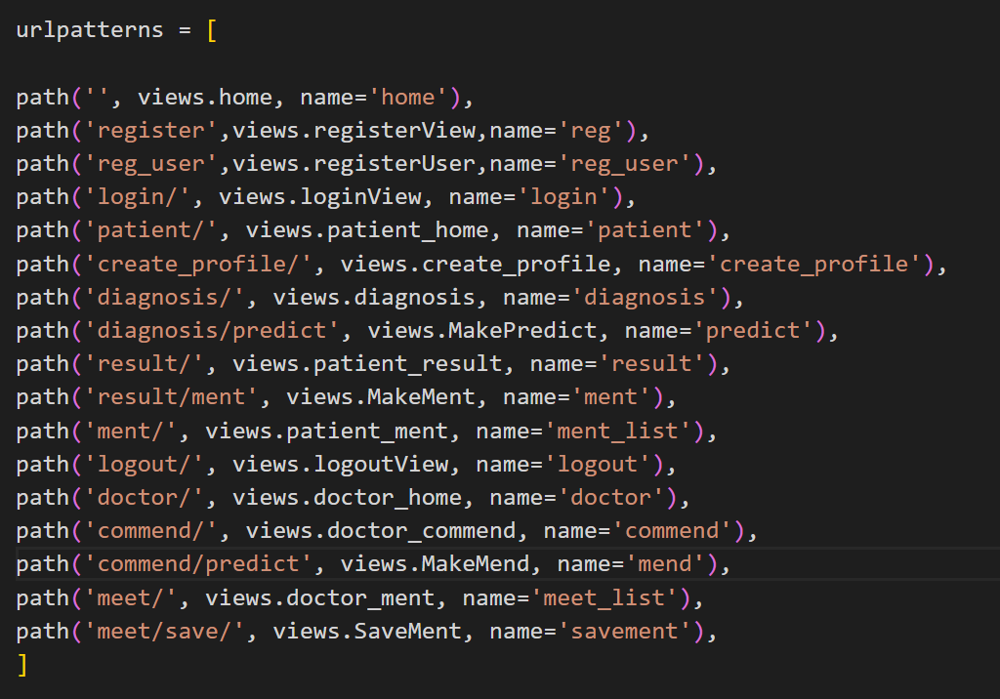 urlpatterns = [
path('', views.home, name='home'),
path('register',views.registerView,name='reg'),
path('reg_user',views.registerUser,name='reg_user'),
path('login/', views.loginView, name='login'),
path('patient/', views.patient_home, name='patient'),
path('create_profile/', views.create_profile, name='create_profile'),
path('diagnosis/', views.diagnosis, name='diagnosis'),
path('diagnosis/predict', views.MakePredict, name='predict'),
path('result/', views.patient_result, name='result'),
path('result/ment', views.MakeMent, name='ment'),
path('ment/', views.patient_ment, name='ment_list'),
path('logout/', views.logoutView, name='logout'),
path('doctor/', views.doctor_home, name='doctor'),
path('commend/', views.doctor_commend, name='commend'),
path('commend/predict', views.MakeMend, name='mend'),
path('meet/', views.doctor_ment, name='meet_list'),
path('meet/save/', views.SaveMent, name='savement'),
]